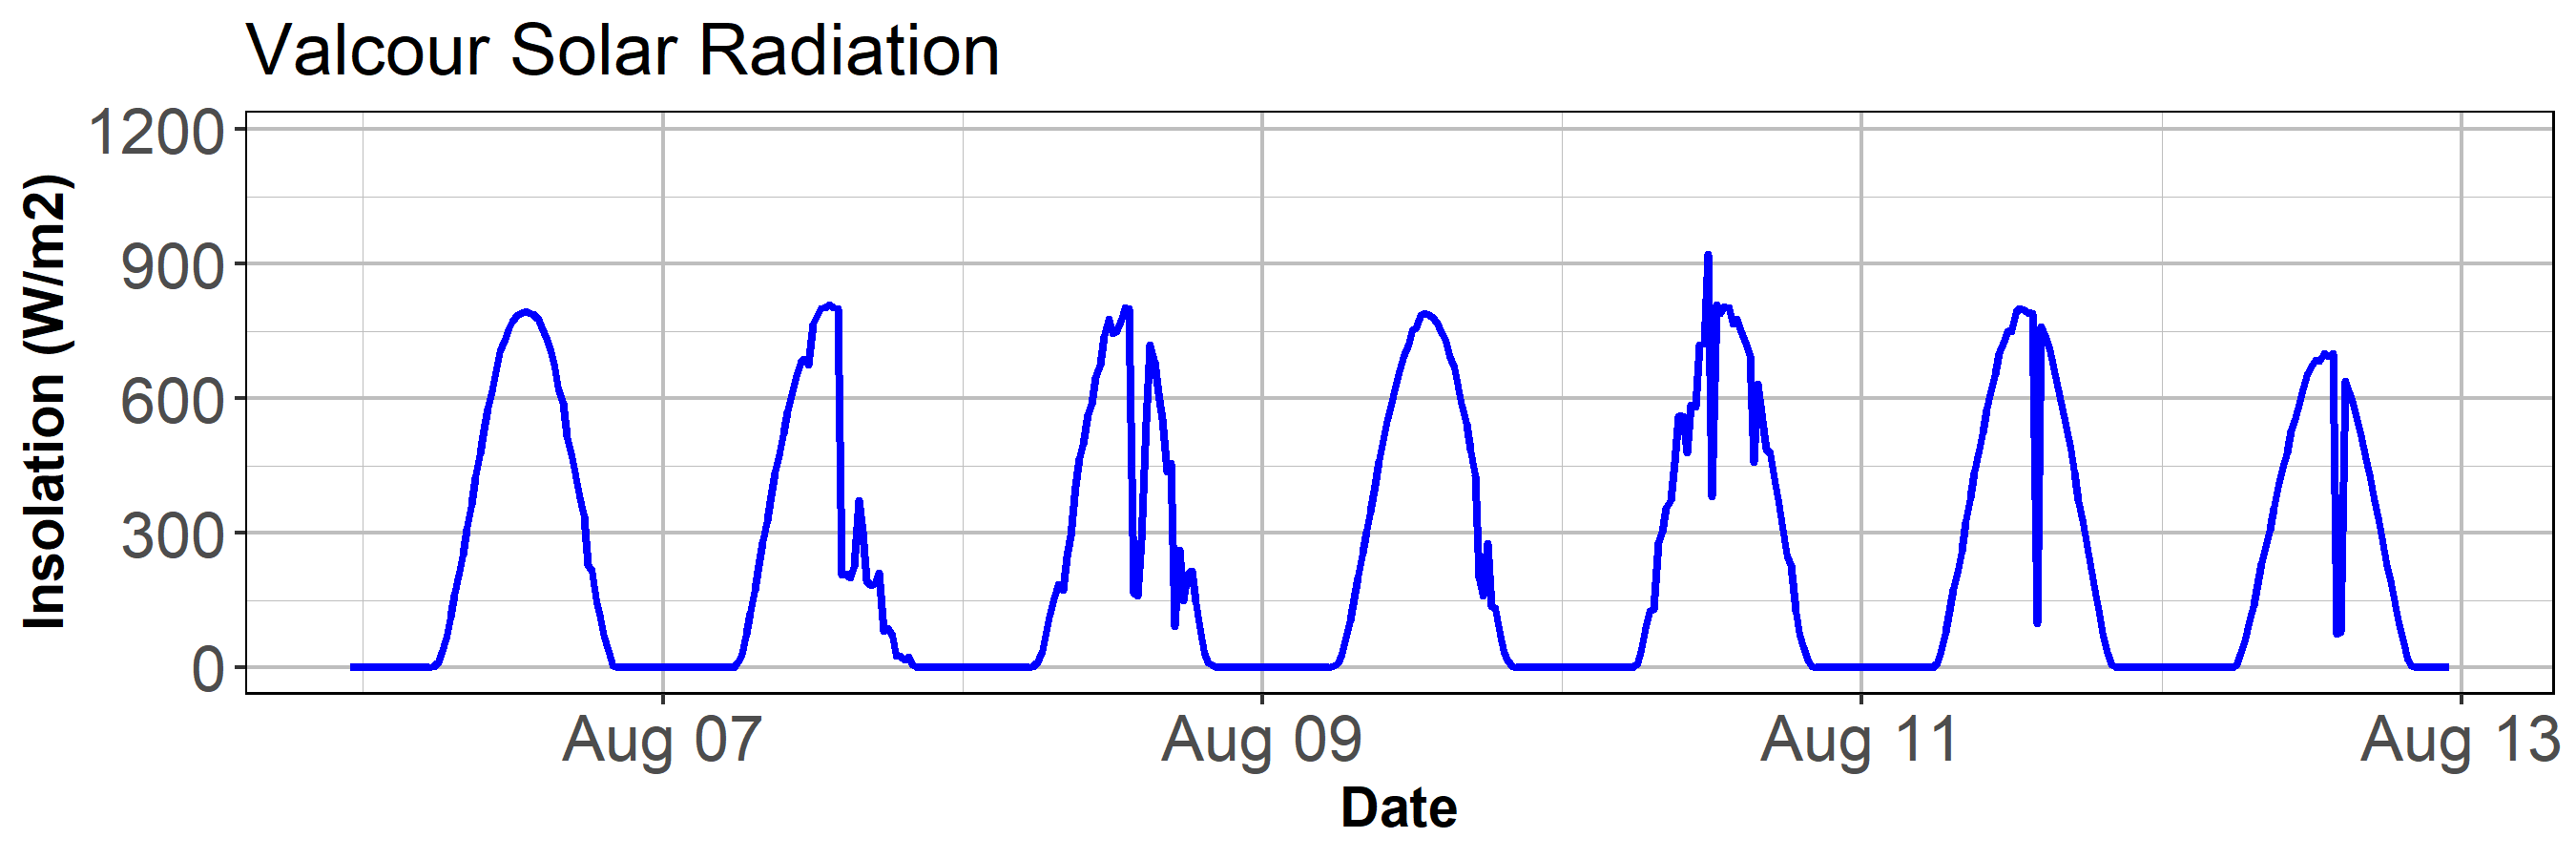 Valcour Solar Radiation
1200
900
600
300
0
Insolation (W/m2)
Aug 07 Aug 09 Aug 11 Aug 13
Date